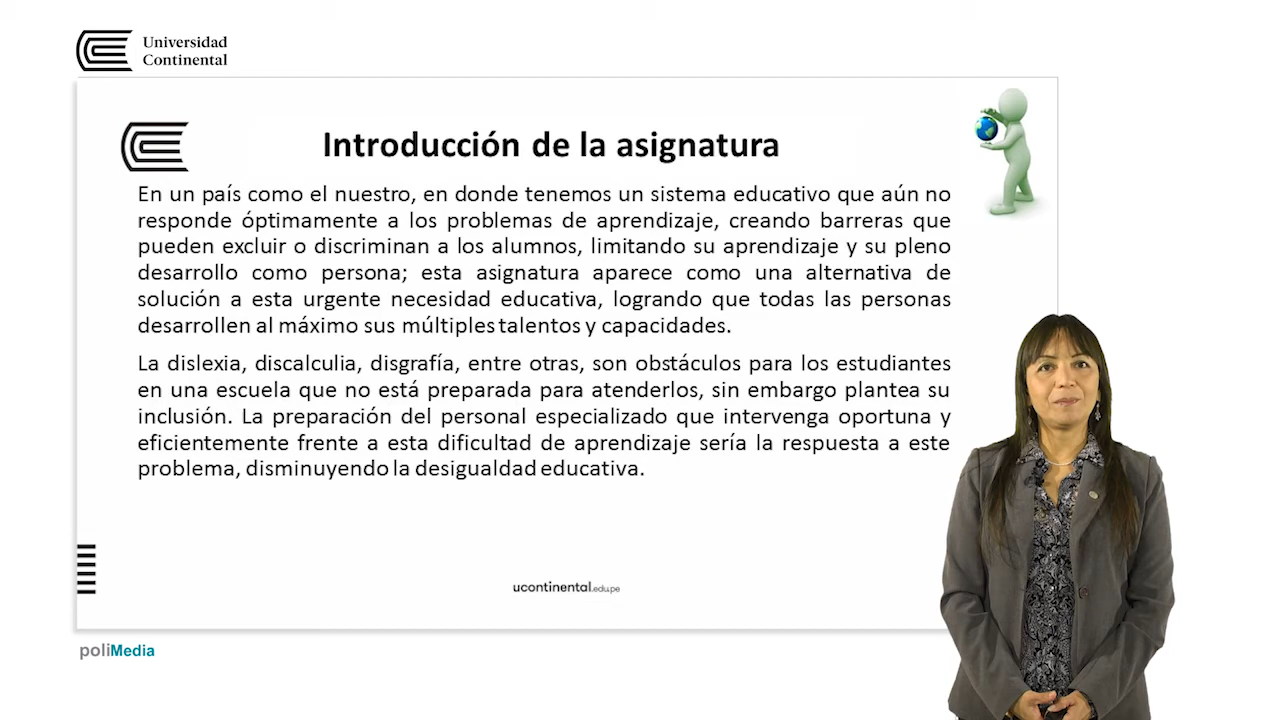 Universidad
Continental
Introducción de la asignatura
En un país como el nuestro, en donde tenemos un sistema educativo que aún no
responde óptimamente a los problemas de aprendizaje, creando barreras que
pueden excluir o discriminan a los alumnos, limitando su aprendizaje y su pleno
desarrollo como persona; esta asignatura aparece como una alternativa de
solución a esta urgente necesidad educativa, logrando que todas las personas
desarrollen al máximo sus múltiples talentos y capacidades.
La dislexia, discalculia, disgrafía, entre otras, son obstáculos para los estudiantes
en una escuela que no está preparada para atenderlos, sin embargo plantea su
inclusión. La preparación del personal especializado que intervenga oportuna y
eficientemente frente a esta dificultad de aprendizaje sería la respuesta a este
problema, disminuyendo la desigualdad educativa.
ucontinental.edu.pe
poliMedia